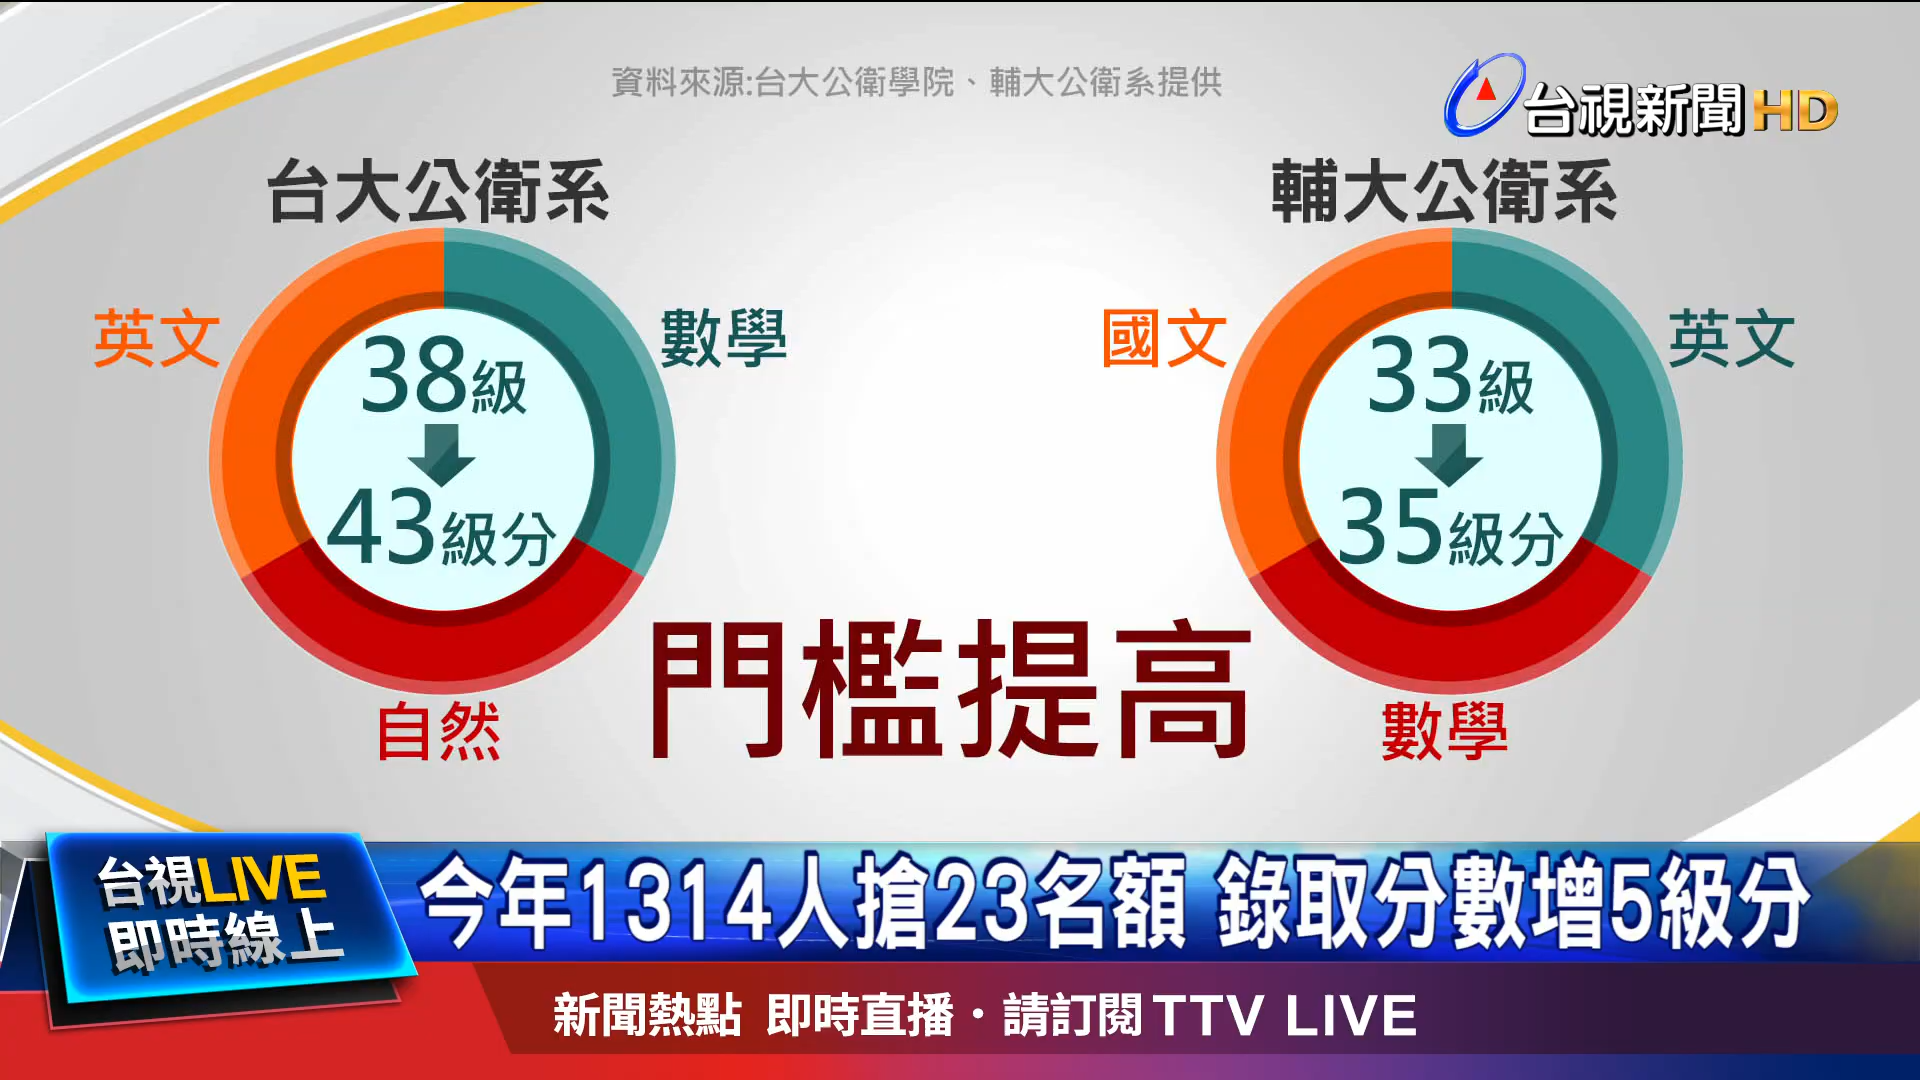 資料來源:台大公衛學院、輔大公衛系提供
台視新聞HD
台大公衛系
輔大公衛系
英文
數學
38級
43級分
自然
國文
英文
33級
35級分
數學
門檻提高
台視LIVE
即時線上
今年1314人搶23名額 錄取分數增5級分
新聞熱點 即時直播·請訂閱TTV LIVE